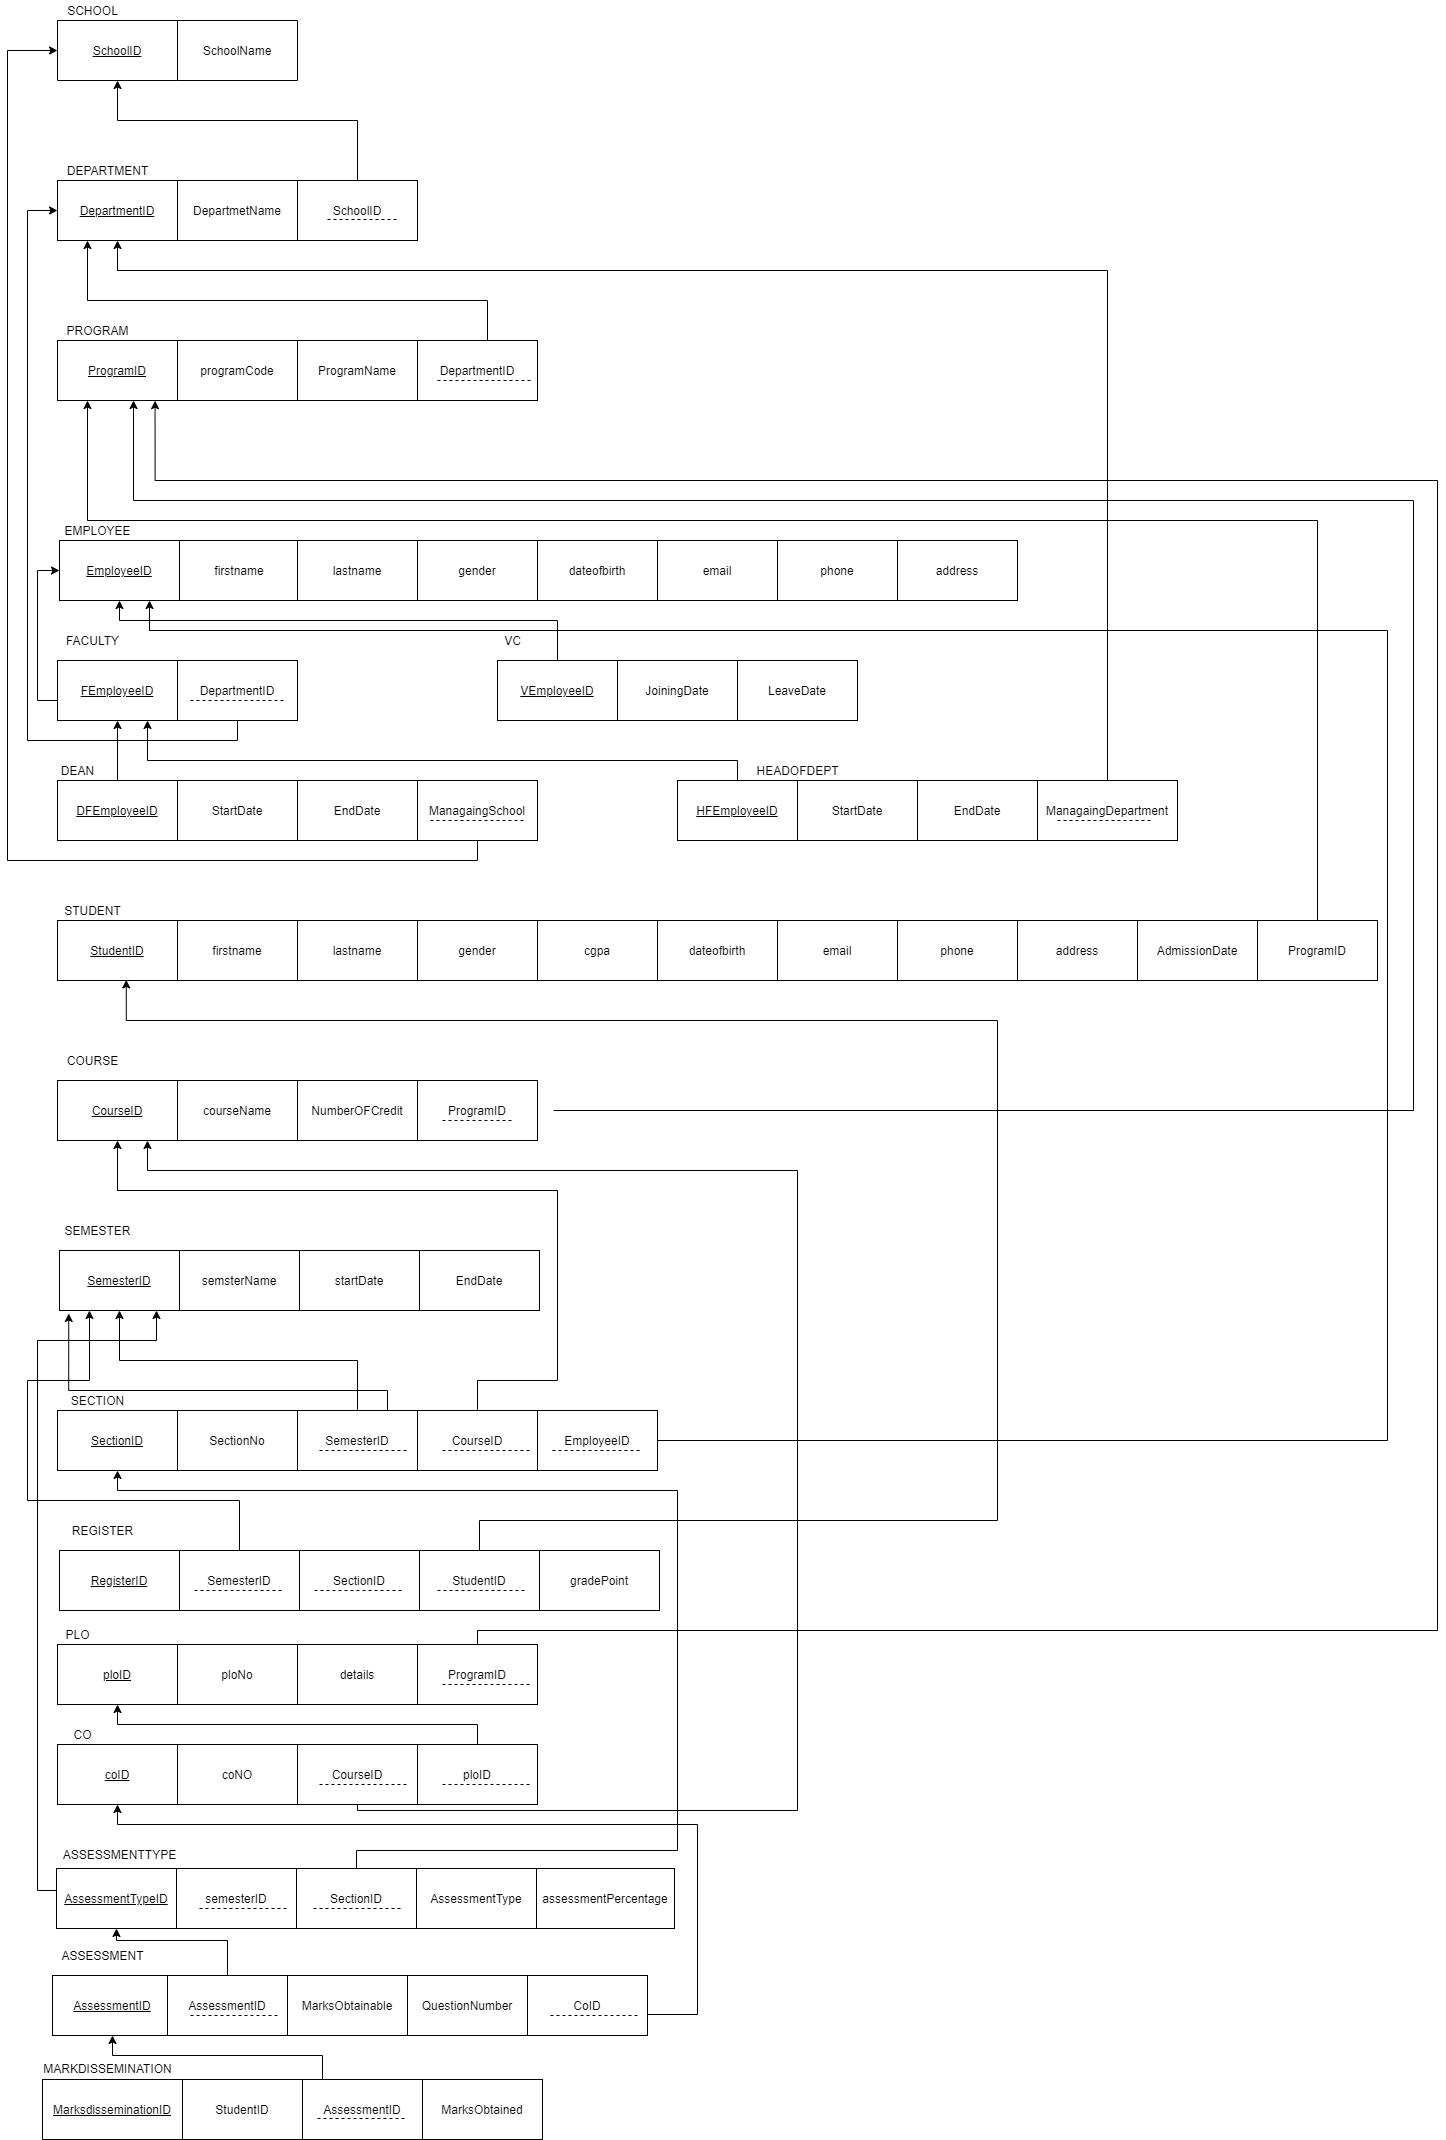 SCHOOL
SchoolID SchoolName
DEPARTMENT
DepartmentID DepartmetName SchoolID
PROGRAM
ProgramID programCode ProgramName DepartmentID
EMPLOYEE
EmployeeID firstname lastname gender dateofbirth email phone address
FACULTY VC
FEmployeeID DepartmentID VEmployeeID JoiningDate LeaveDate
DEAN HEADOFDEPT
DFEmployeeID StartDate EndDate ManagaingSchool HFEmployeeID StartDate EndDate ManagaingDepartment
STUDENT
StudentID firstname lastname gender cgpa dateofbirth email phone address AdmissionDate ProgramID
COURSE
CourseID courseName NumberOFCredit ProgramID
SEMESTER
SemesterID semsterName startDate EndDate
SECTION
SectionID SectionNo SemesterID CourseID EmployeeID
REGISTER
RegisterID SemesterID SectionID StudentID gradePoint
PLO
ploID ploNo details ProgramID
CO
coID coNO CourseID ploID
ASSESSMENTTYPE
AssessmentTypeID semesterID SectionID AssessmentType assessmentPercentage
ASSESSMENT
AssessmentID AssessmentID MarksObtainable QuestionNumber CoID
MARKDISSEMINATION
MarksdisseminationID StudentID AssessmentID MarksObtained